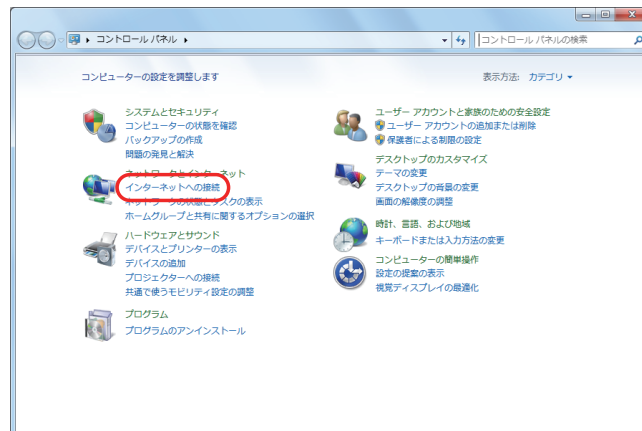 コントロール パネル
コントロール パネルの検索
コンピューターの設定を調整します
表示方法: カテゴリ
システムとセキュリティ
コンピューターの状態を確認
バックアップの作成
問題の発見と解決
ネットワークとインターネット
インターネットへの接続
ネットワークの状態とタスクの表示
ホームグループと共有に関するオプションの選択
ハードウェアとサウンド
デバイスとプリンターの表示
デバイスの追加
プロジェクターへの接続
共通で使うモビリティ設定の調整
プログラム
プログラムのアンインストール
ユーザー アカウントと家族のための安全設定
ユーザー アカウントの追加または削除
保護者による制限の設定
デスクトップのカスタマイズ
テーマの変更
デスクトップの背景の変更
画面の解像度の調整
時計、言語、および地域
キーボードまたは入力方法の変更
コンピューターの簡単操作
設定の提案の表示
視覚ディスプレイの最適化